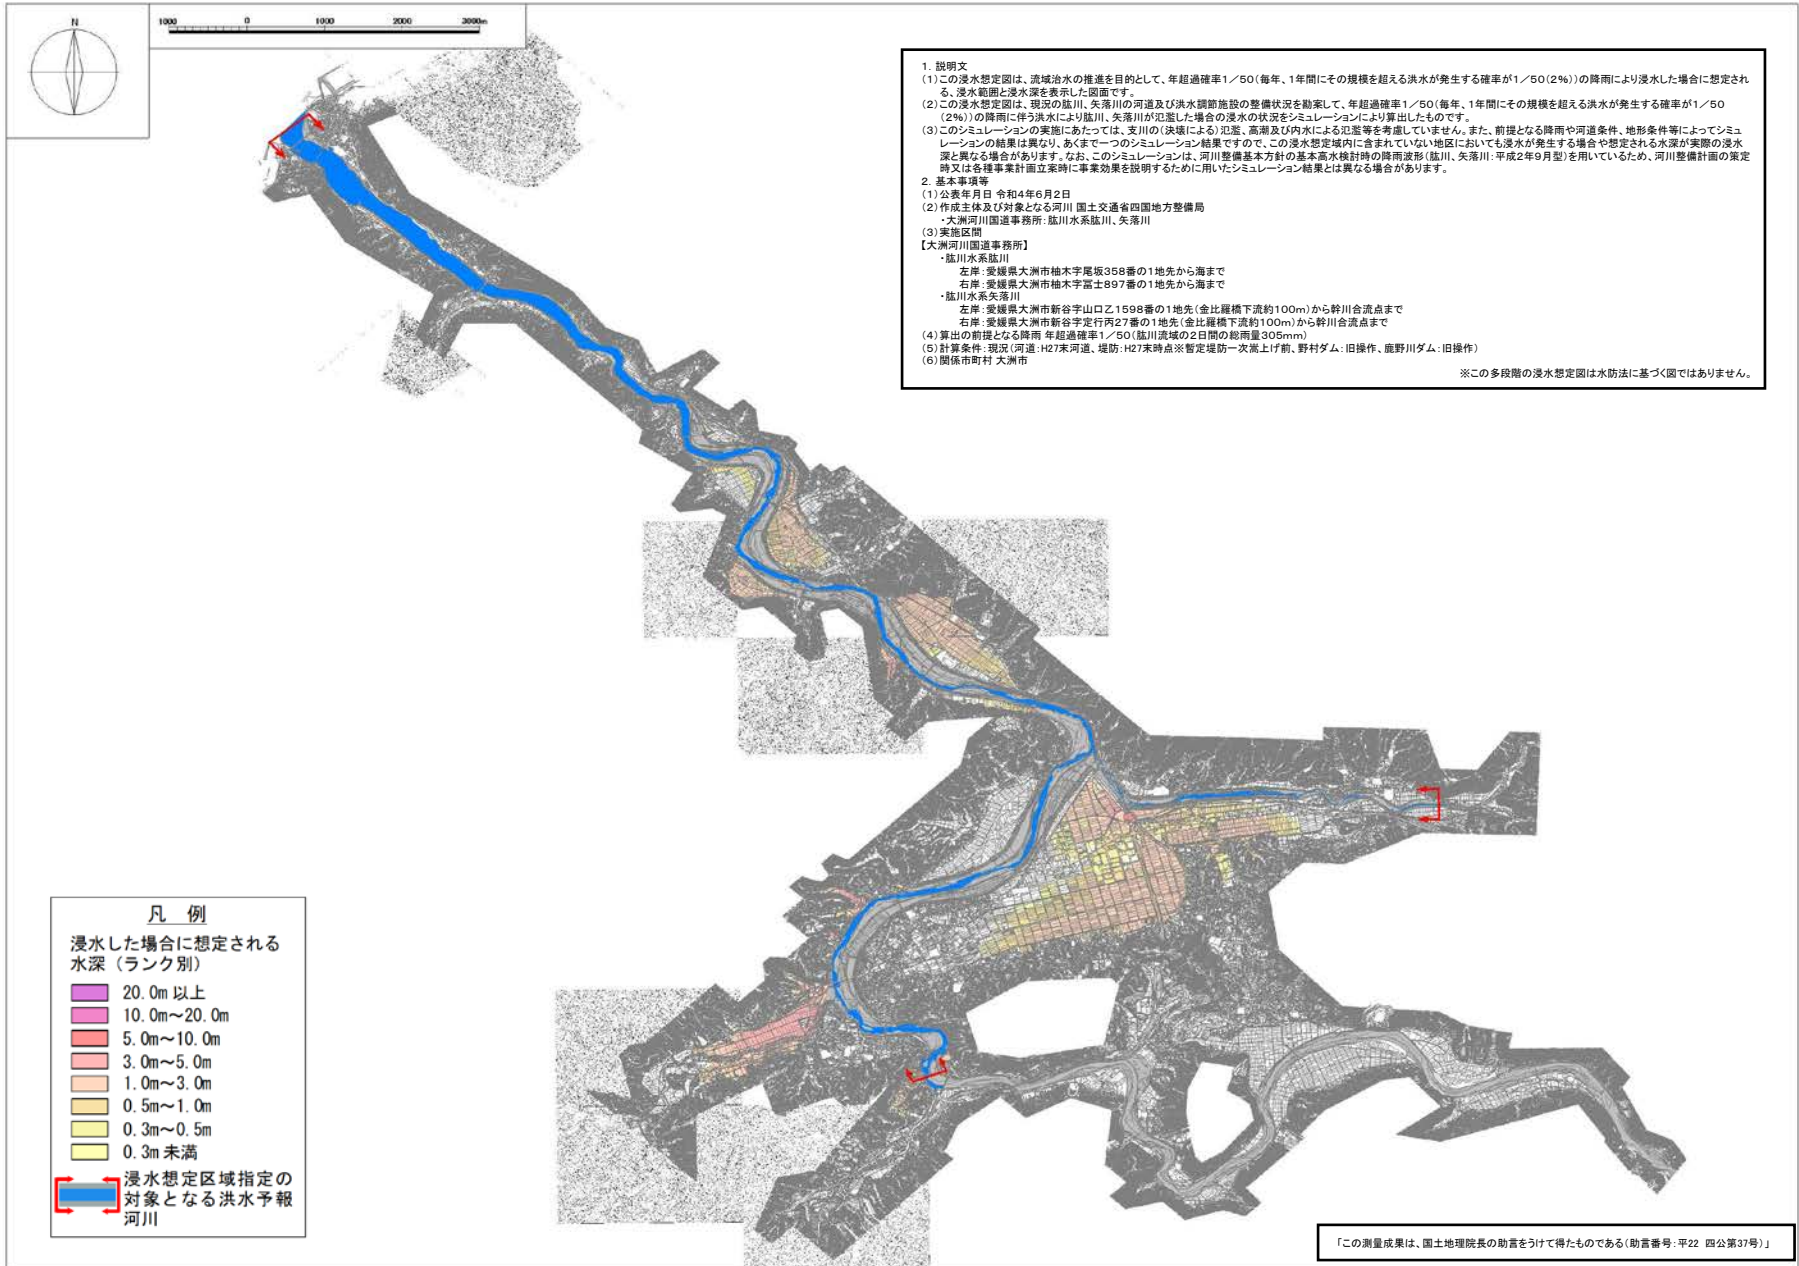 N
1000 0 1000 2000 3000m
1. 説明文
(1)この浸水想定図は、流域治水の推進を目的として、年超過確率1／50(毎年、1年間にその規模を超える洪水が発生する確率が1／50(2%))の降雨により浸水した場合に想定され
る、浸水範囲と浸水深を表示した図面です。
(2)この浸水想定図は、現況の肱川、矢落川の河道及び洪水調節施設の整備状況を勘案して、年超過確率1／50(毎年、1年間にその規模を超える洪水が発生する確率が1／50
(2%))の降雨に伴う洪水により肱川、矢落川が氾濫した場合の浸水の状況をシミュレーションにより算出したものです。
(3)このシミュレーションの実施にあたっては、支川の(決壊による)氾濫、高潮及び内水による氾濫等を考慮していません。また、前提となる降雨や河道条件、地形条件等によってシミュ
レーションの結果は異なり、あくまで一つのシミュレーション結果ですので、この浸水想定域内に含まれていない地区においても浸水が発生する場合や想定される水深が実際の浸水
深と異なる場合があります。なお、このシミュレーションは、河川整備基本方針の基本高水検討時の降雨波形(肱川、矢落川:平成2年9月型)を用いているため、河川整備計画の策定
時又は各種事業計画立案時に事業効果を説明するために用いたシミュレーション結果とは異なる場合があります。
2. 基本事項等
(1)公表年月日 令和4年6月2日
(2)作成主体及び対象となる河川 国土交通省四国地方整備局
・大洲河川国道事務所:肱川水系肱川、矢落川
(3)実施区間
【大洲河川国道事務所】
・肱川水系肱川
左岸:愛媛県大洲市柚木字尾坂358番の1地先から海まで
右岸:愛媛県大洲市柚木字冨士897番の1地先から海まで
・肱川水系矢落川
左岸:愛媛県大洲市新谷字山口乙1598番の1地先(金比羅橋下流約100m)から幹川合流点まで
右岸:愛媛県大洲市新谷字定行丙27番の1地先(金比羅橋下流約100m)から幹川合流点まで
(4)算出の前提となる降雨 年超過確率1／50(肱川流域の2日間の総雨量305mm)
(5)計算条件:現況(河道:H27末河道、堤防:H27末時点※暫定堤防一次嵩上げ前、野村ダム:旧操作、鹿野川ダム:旧操作)
(6)関係市町村 大洲市
※この多段階の浸水想定図は水防法に基づく図ではありません。
凡 例
浸水した場合に想定される
水深（ランク別）
20.0m 以上
10.0m～20.0m
5.0m～10.0m
3.0m～5.0m
1.0m～3.0m
0.5m～1.0m
0.3m～0.5m
0.3m 未満
浸水想定区域指定の
対象となる洪水予報
河川
「この測量成果は、国土地理院長の助言をうけて得たものである(助言番号:平22 四公第37号)」